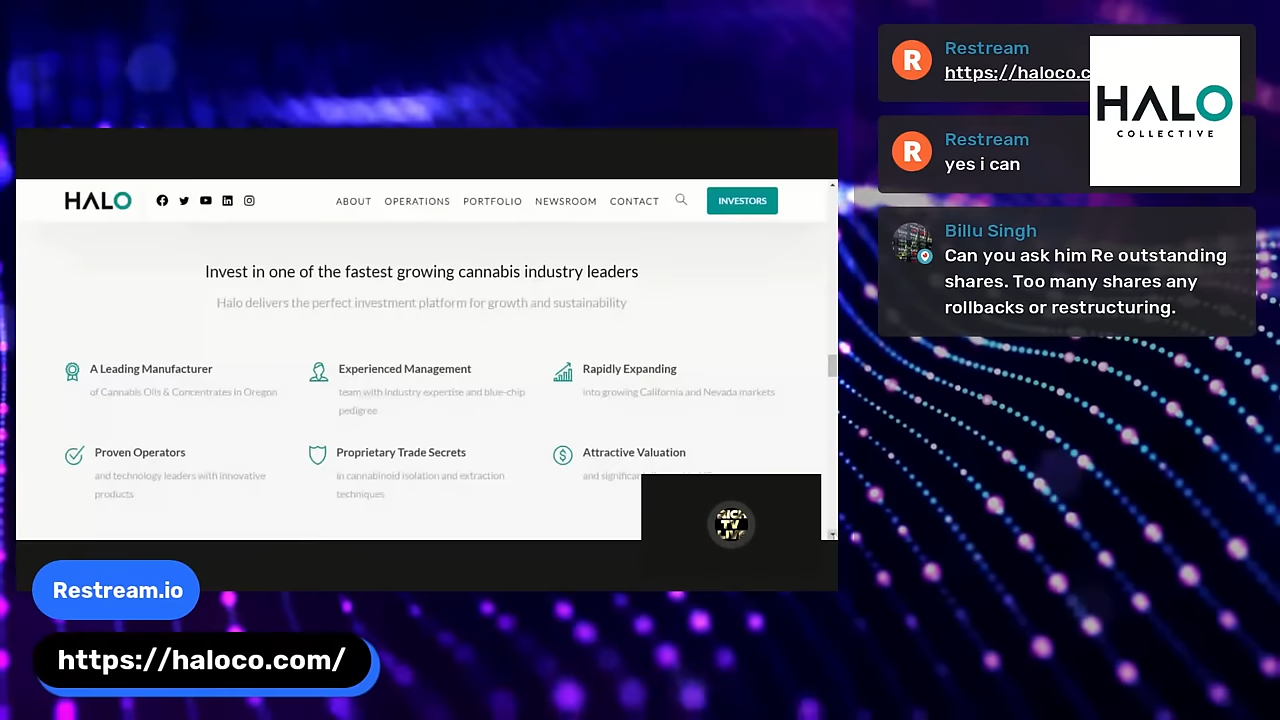 HALO
ABOUT OPERATIONS PORTFOLIO NEWSROOM CONTACT INVESTORS
Invest in one of the fastest growing cannabis industry leaders
Halo delivers the perfect investment platform for growth and sustainability
A Leading Manufacturer
of Cannabis Oils & Concentrates in Oregon
Experienced Management
team with industry expertise and blue-chip
pedigree
Rapidly Expanding
into growing California and Nevada markets
Proven Operators
and technology leaders with innovative
products
Proprietary Trade Secrets
in cannabinoid isolation and extraction
techniques
Attractive Valuation
and significant
TV
LIVE
Restream.io
https://haloco.com/
R
Restream
https://haloco.c
HALO
COLLECTIVE
R
Restream
yes i can
Billu Singh
Can you ask him Re outstanding
shares. Too many shares any
rollbacks or restructuring.